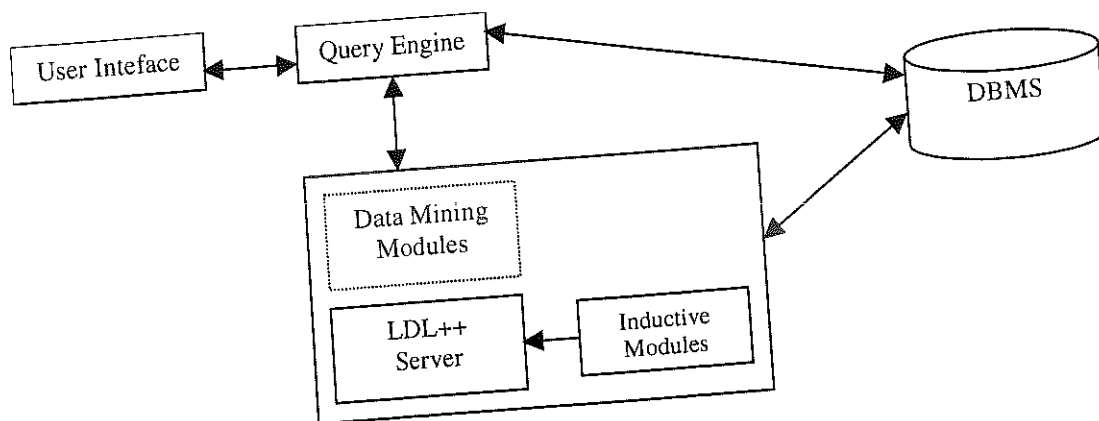 User Inteface
Query Engine
DBMS
Data Mining
Modules
LDL++
Server
Inductive
Modules